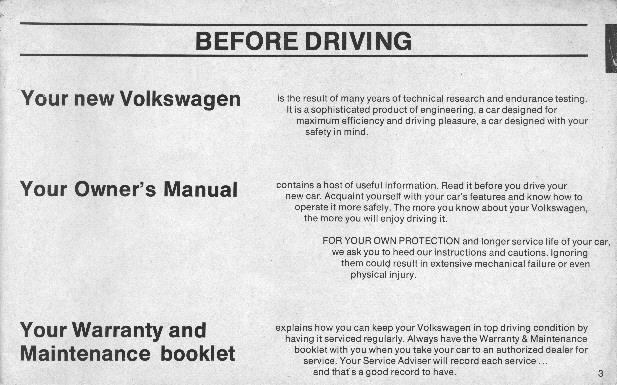 BEFORE DRIVING
Your new Volkswagen
is the result of many years of technical research and endurance testing.
It is a sophisticated product of engineering, a car designed for
maximum efficiency and driving pleasure, a car designed with your
safety in mind.
Your Owner's Manual
contains a host of useful information. Read it before you drive your
new car. Acquaint yourself with your car's features and know how to
operate it more safely. The more you know about your Volkswagen,
the more you will enjoy driving it.
FOR YOUR OWN PROTECTION and longer service life of your car,
we ask you to heed our instructions and cautions. Ignoring
them could result in extensive mechanical failure or even
physical injury.
Your Warranty and
Maintenance booklet
explains how you can keep your Volkswagen in top driving condition by
having it serviced regularly. Always have the Warranty & Maintenance
booklet with you when you take your car to an authorized dealer for
service. Your Service Adviser will record each service ...
and that's a good record to have.
3